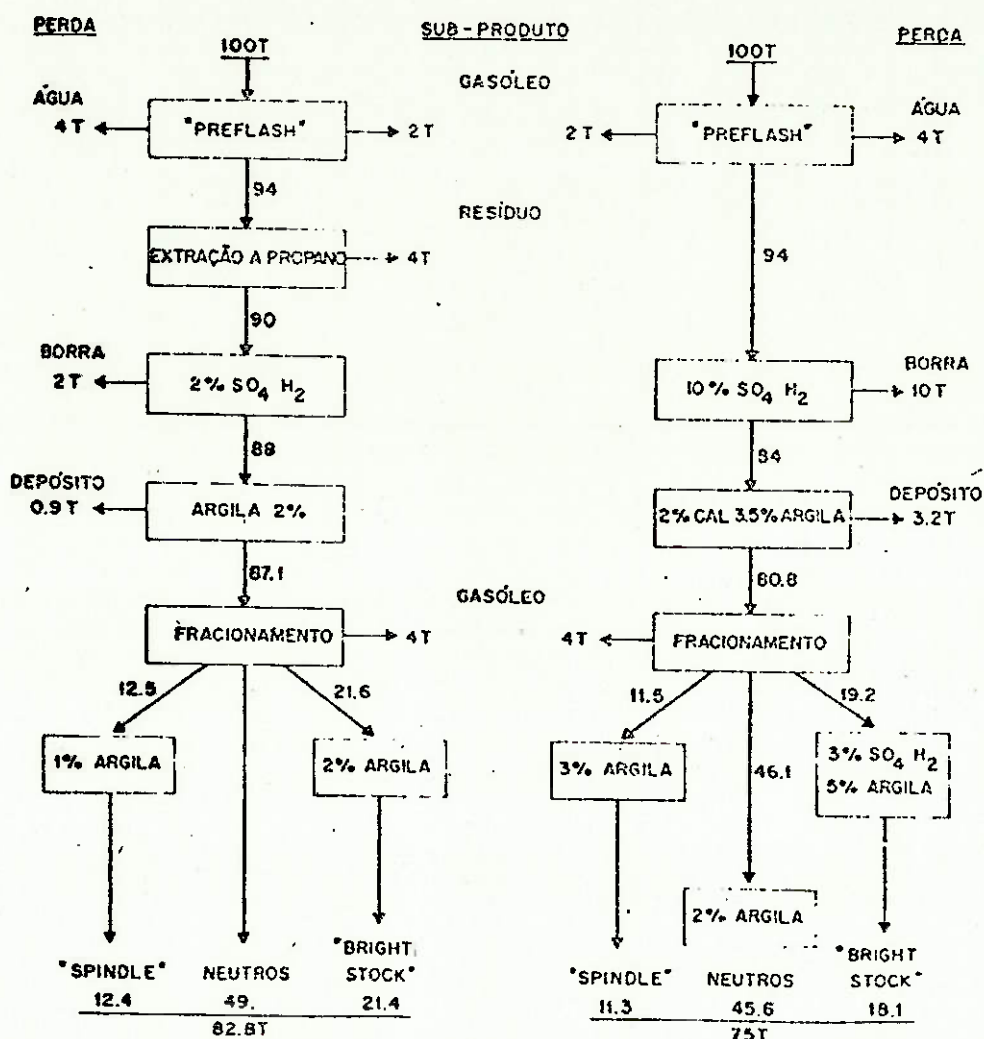 PERDA
SUB-PRODUTO
PERDA
100T
100T
GASÓLEO
ÁGUA
4T
"PREFLASH"
2T
2T
"PREFLASH"
ÁGUA
4T
94
RESÍDUO
EXTRAÇÃO A PROPANO
4T
94
90
BORRA
2T
2% SO4 H2
10% SO4 H2
BORRA
10T
88
84
DEPÓSITO
0.9T
ARGILA 2%
2% CAL 3.5% ARGILA
DEPÓSITO
3.2T
87.1
80.8
GASÓLEO
FRACIONAMENTO
4T
4T
FRACIONAMENTO
12.5
21.6
11.5
19.2
1% ARGILA
2% ARGILA
3% ARGILA
46.1
3% SO4 H2
5% ARGILA
2% ARGILA
"SPINDLE"
NEUTROS
"BRIGHT
STOCK"
"SPINDLE"
NEUTROS
"BRIGHT
STOCK"
12.4
49.
21.4
11.3
45.6
18.1
82.8T
75T